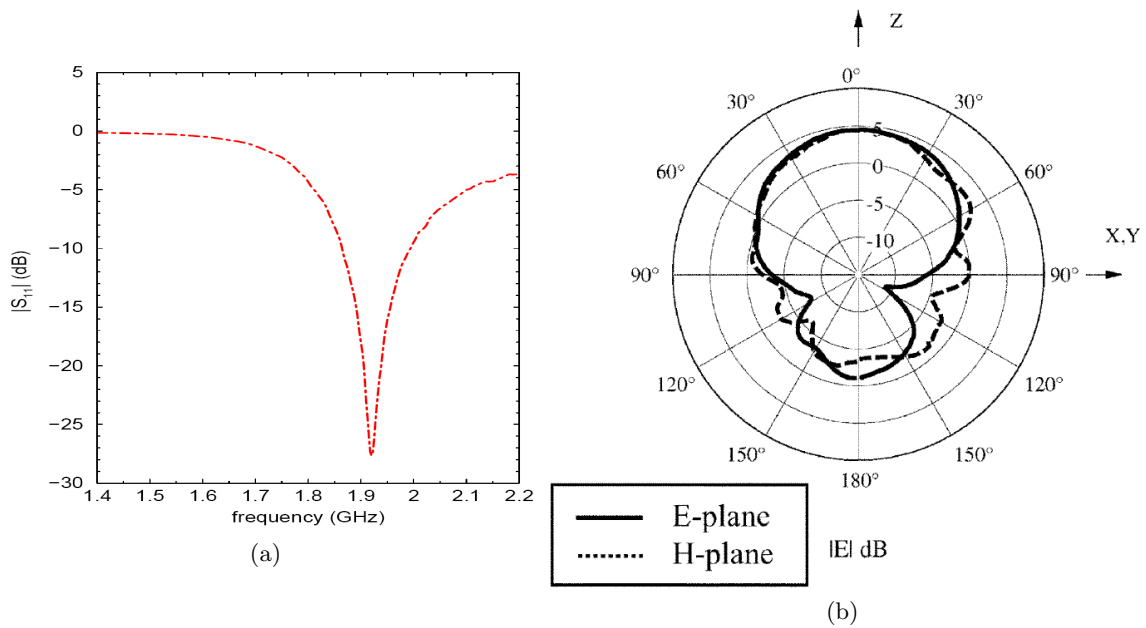 5
0
−5
−10
−15
−20
−25
−30
|S11| (dB)
1.4 1.5 1.6 1.7 1.8 1.9 2 2.1 2.2
frequency (GHz)
(a)
Z
0°
30° 30°
60° 60°
X,Y
90° 90°
120° 120°
150° 150°
180°
5
0
-5
-10
E-plane
H-plane
|E| dB
(b)